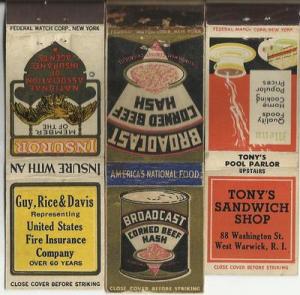 FEDERAL MATCH CORP., NEW YORK
NATIONAL
ASSOCIATION
OF
INSURANCE
AGENTS
MEMBER
OF THE
INSUROR
INSURE WITH AN
Guy, Rice & Davis
Representing
United States
Fire Insurance
Company
OVER 60 YEARS
CLOSE COVER BEFORE STRIKING
BROADCAST
CORNED BEEF
HASH
AMERICA'S NATIONAL FOOD
BROADCAST
CORNED BEEF
HASH
CLOSE COVER BEFORE STRIKING
FEDERAL MATCH CORP., NEW YORK
Quality
Foods
Home
Cooking
Popular
Prices
TONY'S
POOL PARLOR
UPSTAIRS
TONY'S
SANDWICH
SHOP
88 Washington St.
West Warwick, R. I.
CLOSE COVER BEFORE STRIKING